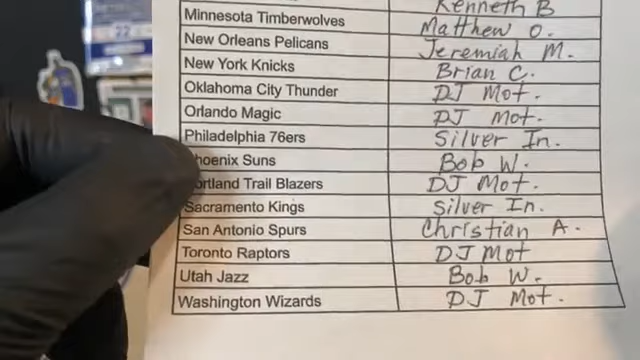 Kenneth B
Minnesota Timberwolves Matthew O.
New Orleans Pelicans Jeremiah M.
New York Knicks Brian C.
Oklahoma City Thunder DJ Mot.
Orlando Magic DJ Mot.
Philadelphia 76ers Silver In.
hoenix Suns Bob W.
ortland Trail Blazers DJ Mot.
Sacramento Kings Silver In.
San Antonio Spurs Christian A.
Toronto Raptors DJ Mot
Utah Jazz Bob W.
Washington Wizards DJ Mot.
22